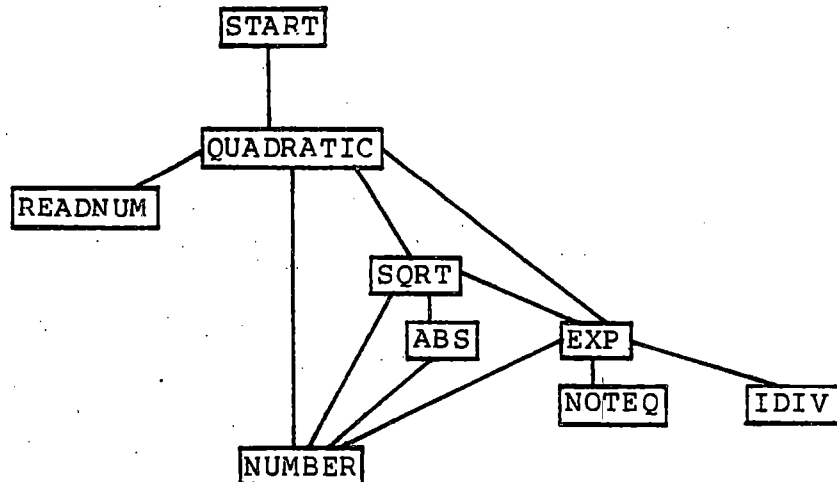 START
QUADRATIC
READNUM
SQRT
ABS
EXP
NOTEQ
IDIV
NUMBER